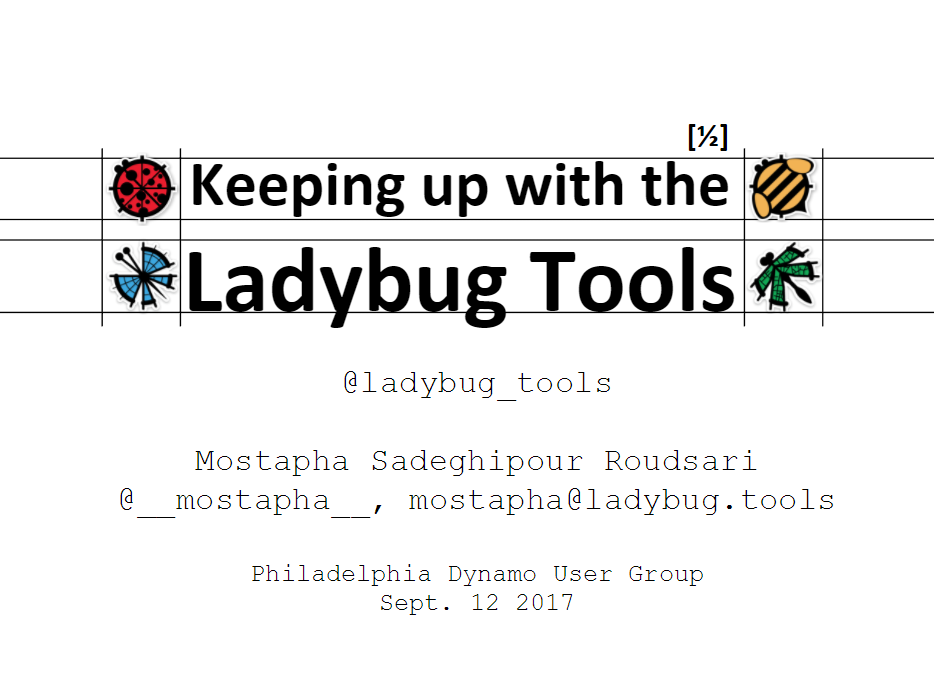 [½]
Keeping up with the
Ladybug Tools
@ladybug_tools
Mostapha Sadeghipour Roudsari
@__mostapha__, mostapha@ladybug.tools
Philadelphia Dynamo User Group
Sept. 12 2017